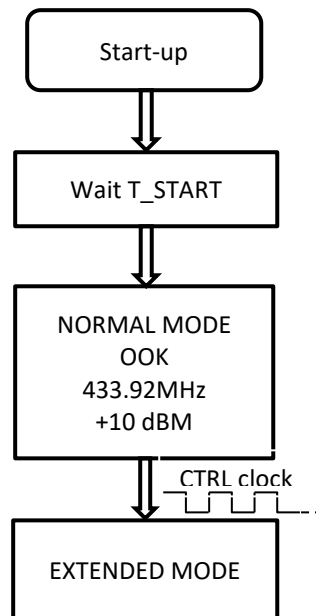 Start-up
Wait T_START
NORMAL MODE
OOK
433.92MHz
+10 dBM
CTRL clock
EXTENDED MODE